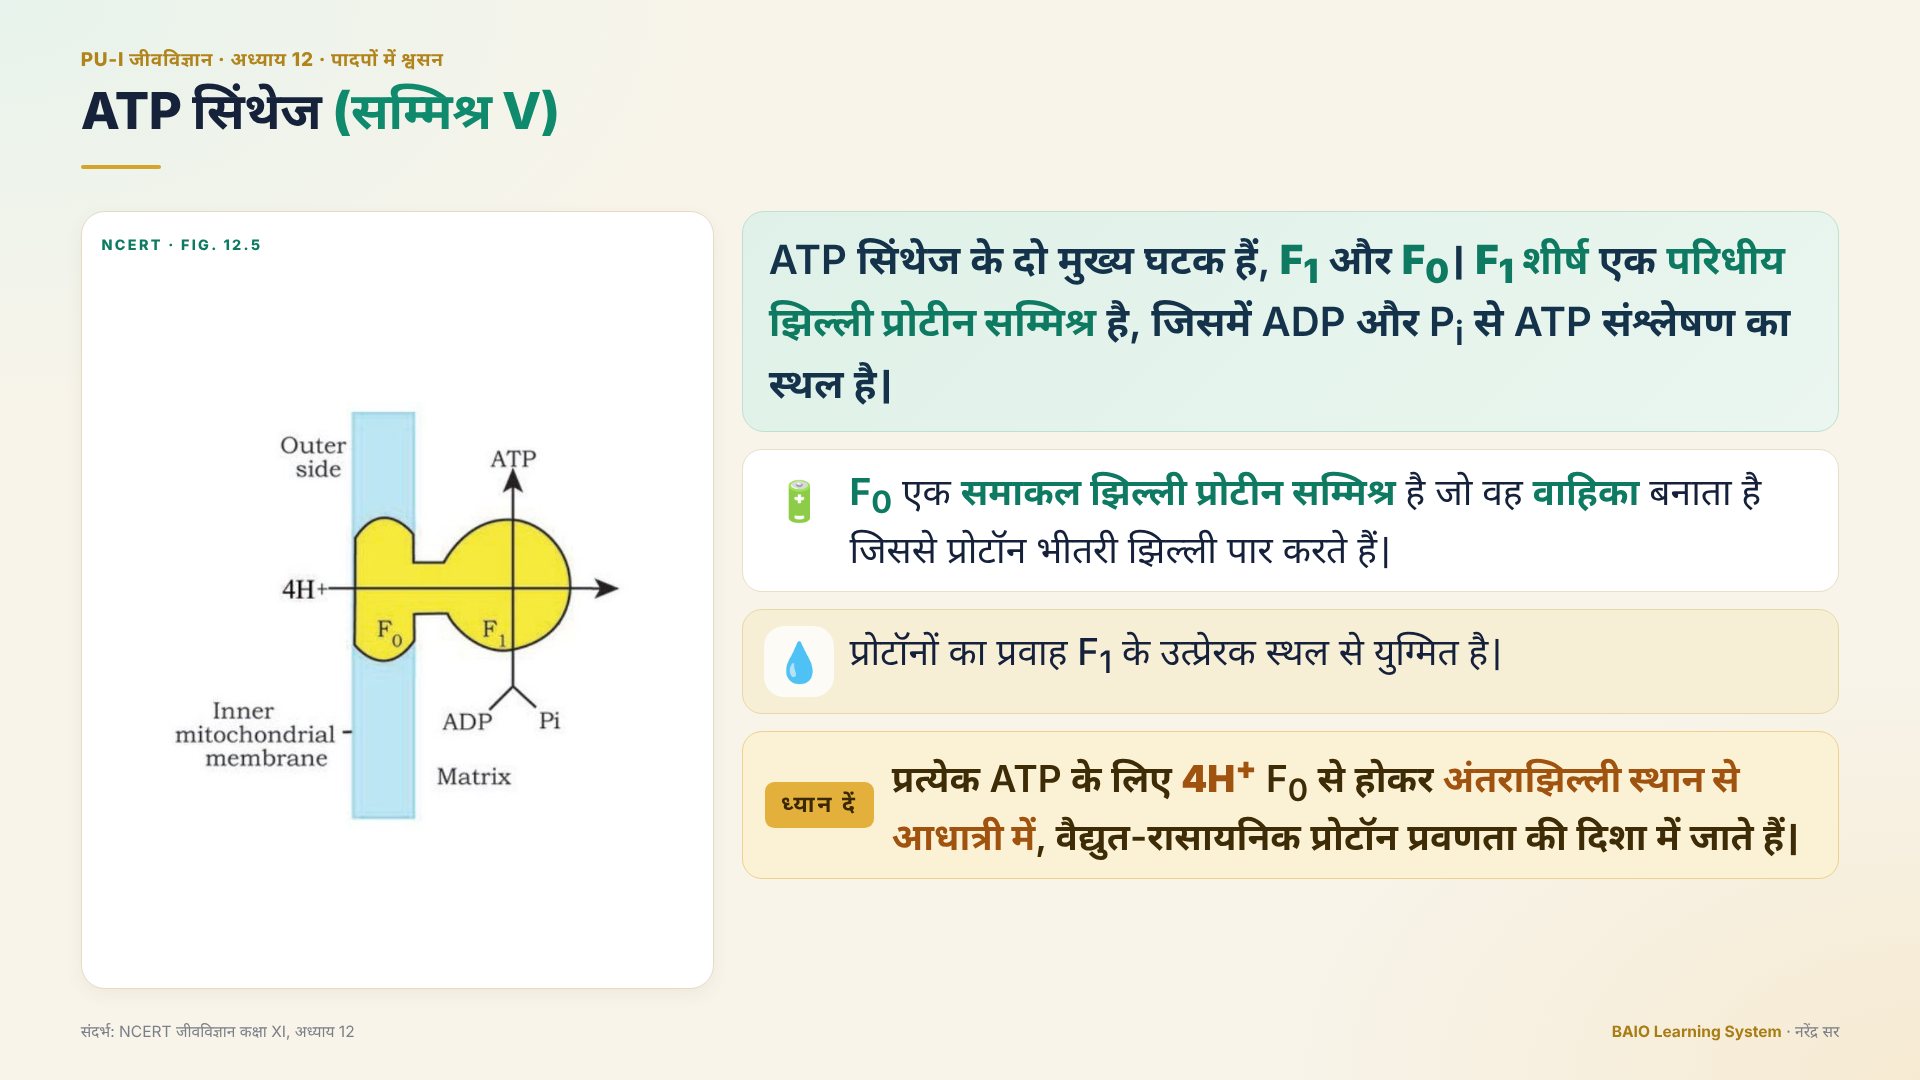 PU-I जीवविज्ञान · अध्याय 12 · पादपों में श्वसन
ATP सिंथेज (सम्मिश्र V)
NCERT · FIG. 12.5
Outer
side
ATP
4H+
F0
F1
Inner
mitochondrial
membrane
ADP
Pi
Matrix
ATP सिंथेज के दो मुख्य घटक हैं, F₁ और F₀| F₁ शीर्ष एक परिधीय
झिल्ली प्रोटीन सम्मिश्र है, जिसमें ADP और Pᵢ से ATP संश्लेषण का
स्थल है|
F₀ एक समाकल झिल्ली प्रोटीन सम्मिश्र है जो वह वाहिका बनाता है
जिससे प्रोटॉन भीतरी झिल्ली पार करते हैं|
प्रोटॉनों का प्रवाह F₁ के उत्प्रेरक स्थल से युग्मित है|
ध्यान दें
प्रत्येक ATP के लिए 4H⁺ F₀ से होकर अंतराझिल्ली स्थान से
आधात्री में, वैद्युत-रासायनिक प्रोटॉन प्रवणता की दिशा में जाते हैं|
संदर्भ: NCERT जीवविज्ञान कक्षा XI, अध्याय 12
BAIO Learning System · नरेंद्र सर